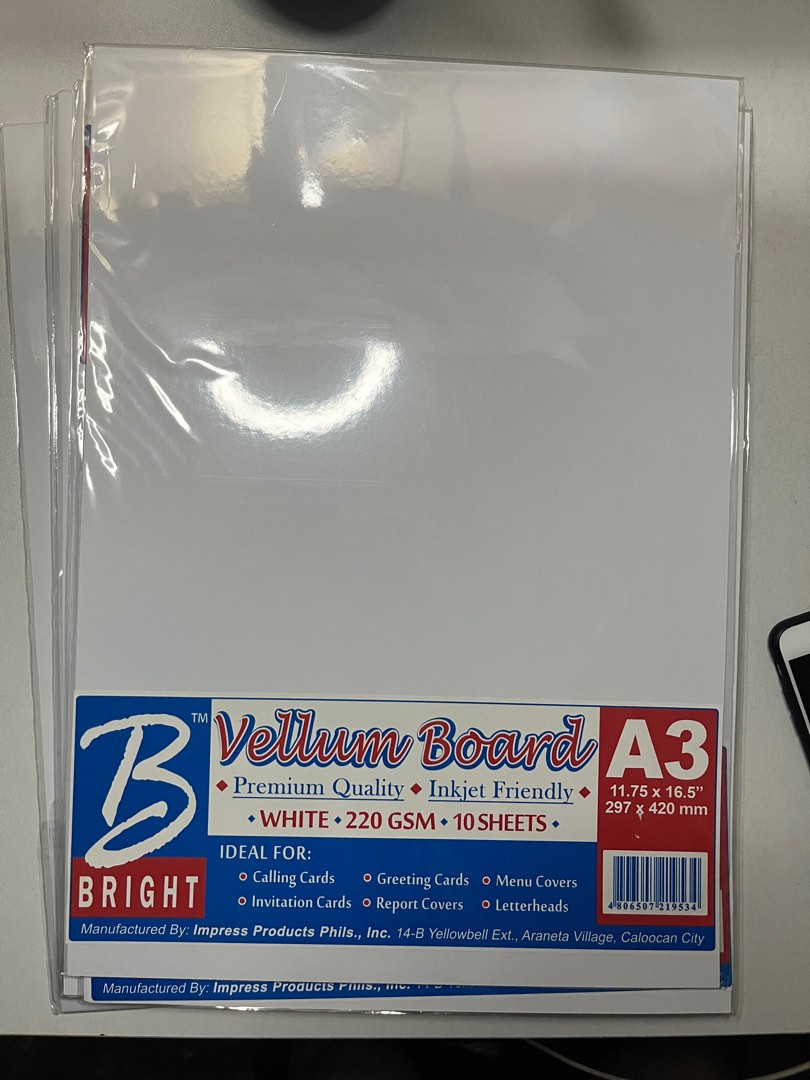 B™
BRIGHT
Vellum Board
Premium Quality ◆ Inkjet Friendly
WHITE ◆ 220 GSM ◆ 10 SHEETS
A3
11.75 x 16.5”
297 x 420 mm
IDEAL FOR:
Calling Cards
Greeting Cards
Menu Covers
Invitation Cards
Report Covers
Letterheads
4 806507 219534
Manufactured By: Impress Products Phils., Inc. 14-B Yellowbell Ext., Araneta Village, Caloocan City
Manufactured By: Impress Products Phils., Inc.